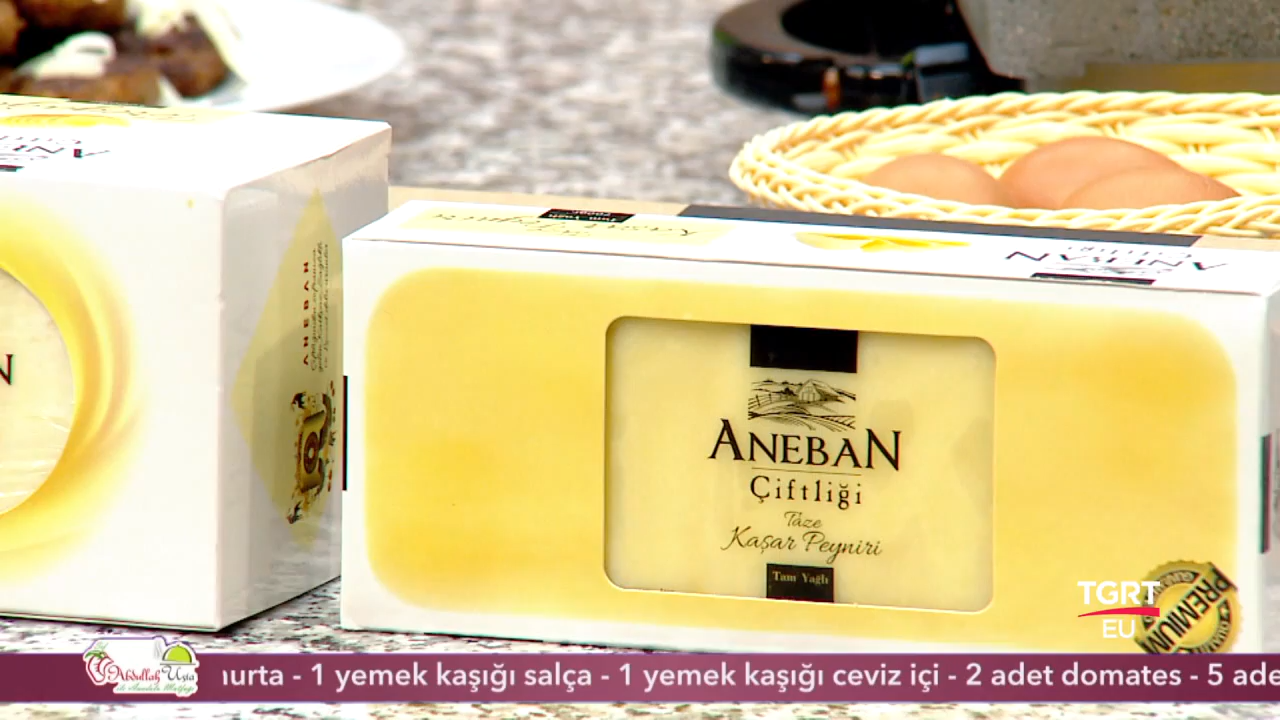 ANEBAN
ANEBAN
Çiftliği
Taze
Kaşar Peyniri
Tam Yağlı
PREMIUM
TGRT
EU
Abdullah Usta
urta - 1 yemek kaşığı salça - 1 yemek kaşığı ceviz içi - 2 adet domates - 5 ade